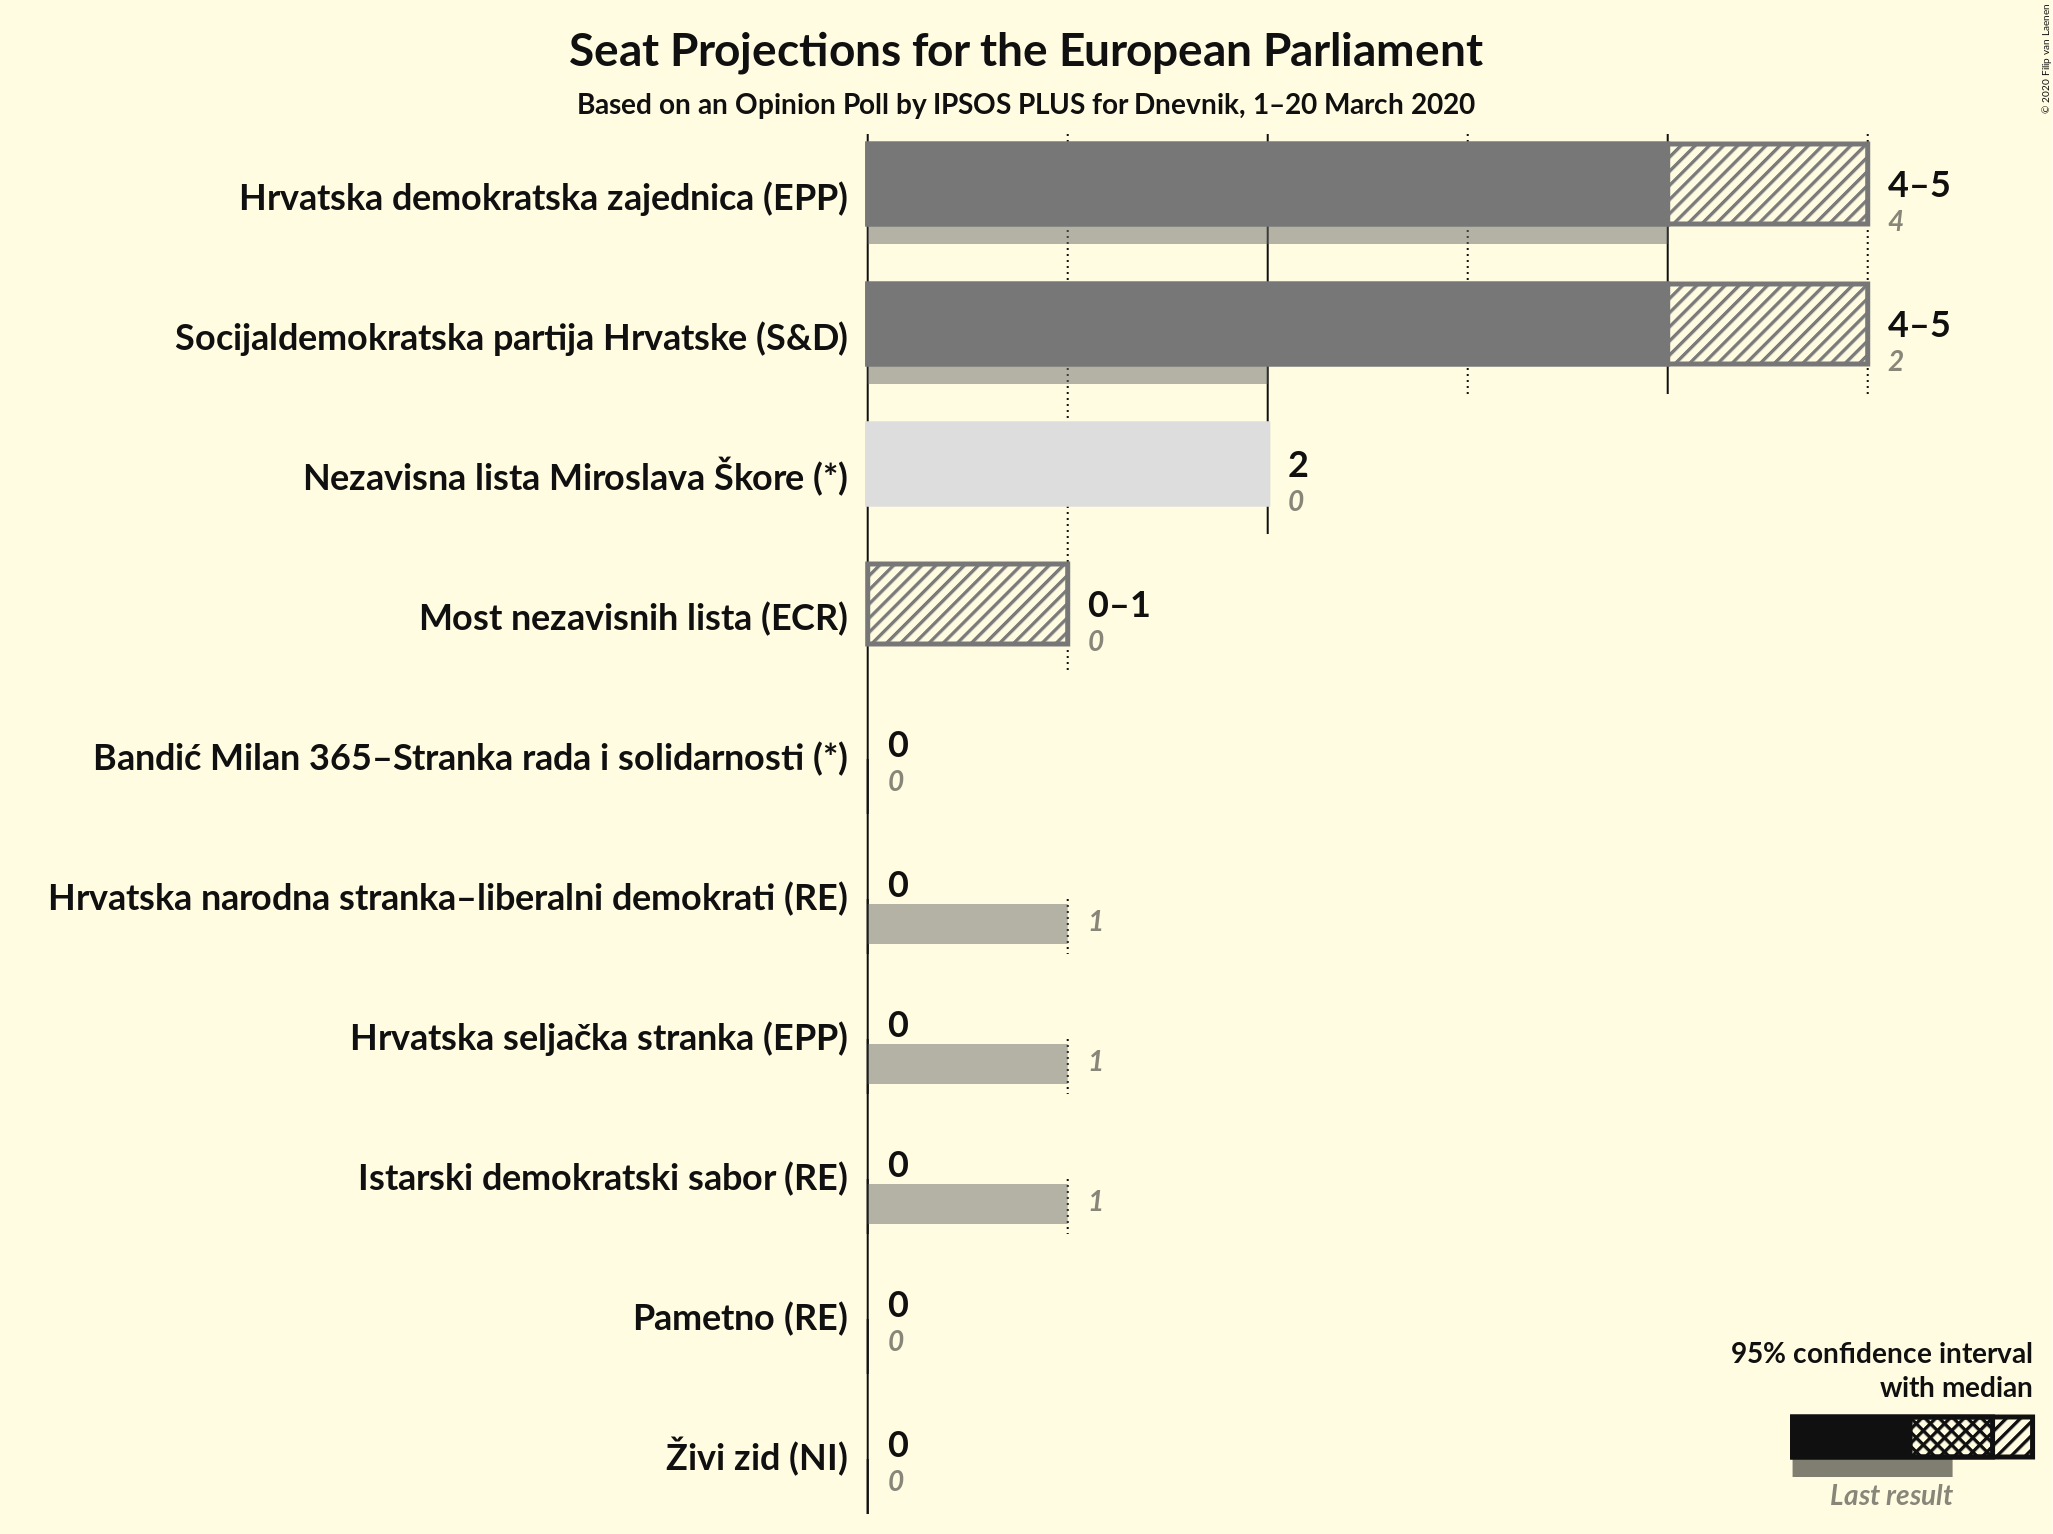 Seat Projections for the European Parliament
Based on an Opinion Poll by IPSOS PLUS for Dnevnik, 1–20 March 2020
© 2020 Filip van Laenen
Hrvatska demokratska zajednica (EPP)
4–5
4
Socijaldemokratska partija Hrvatske (S&D)
4–5
2
Nezavisna lista Miroslava Škore (*)
2
0
Most nezavisnih lista (ECR)
0–1
0
Bandić Milan 365–Stranka rada i solidarnosti (*)
0
0
Hrvatska narodna stranka–liberalni demokrati (RE)
0
1
Hrvatska seljačka stranka (EPP)
0
1
Istarski demokratski sabor (RE)
0
1
Pametno (RE)
0
0
Živi zid (NI)
0
0
95% confidence interval
with median
Last result